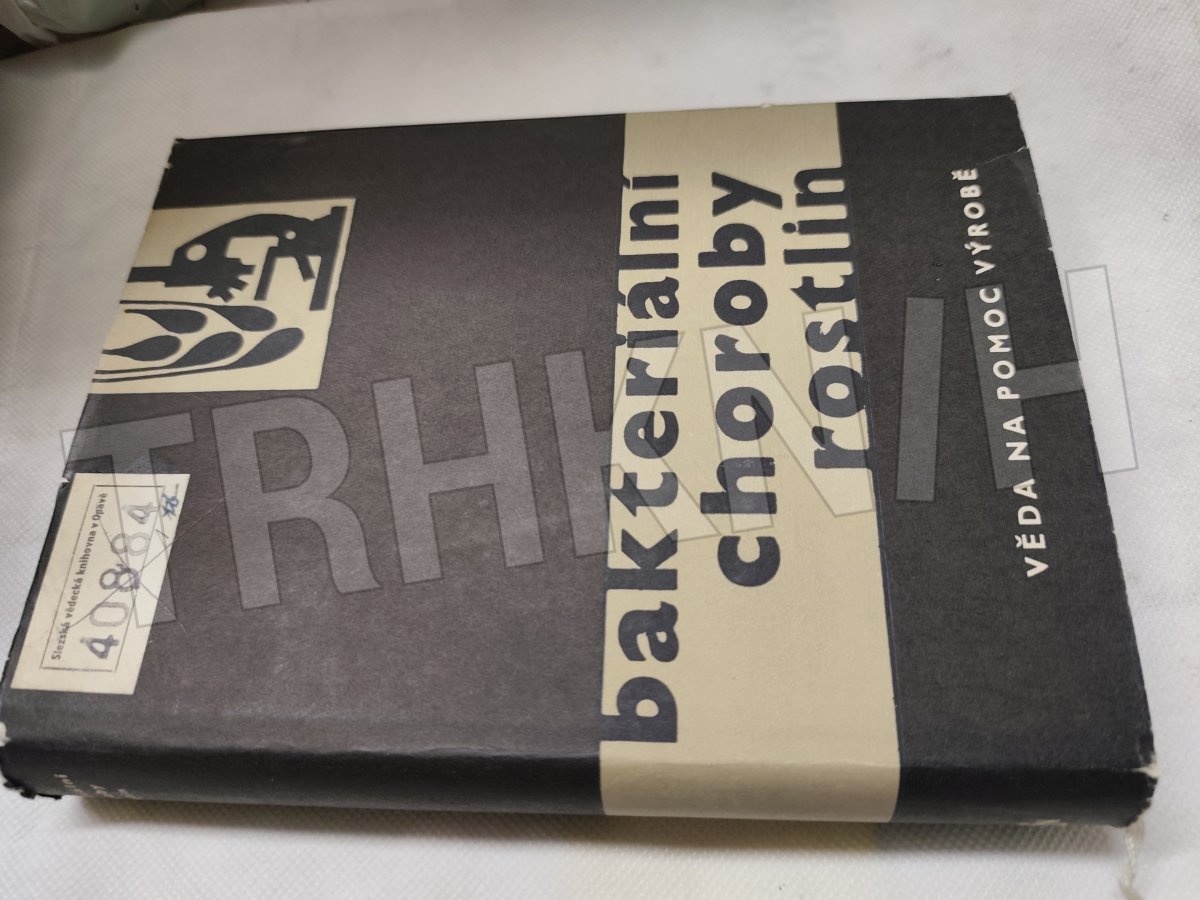 VĚDA NA POMOC VÝROBĚ
bakteriální
choroby
rostlin
Slezská vědecká knihovna v Opavě
40884
TRHKNIH